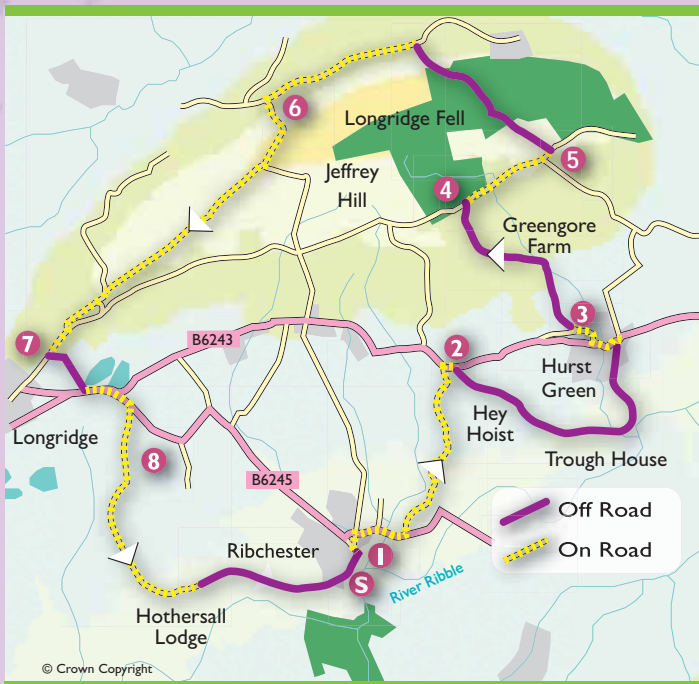 6
Longridge Fell
5
Jeffrey
Hill
4
Greengore
Farm
3
7
B6243
2
Hurst
Green
Longridge
Hey
Hoist
8
Trough House
B6245
Off Road
On Road
Ribchester
1
S
River Ribble
Hothersall
Lodge
© Crown Copyright